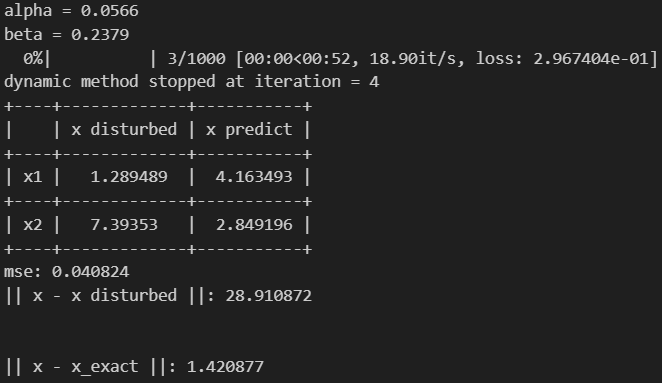 alpha = 0.0566
beta = 0.2379
  0%|          | 3/1000 [00:00<00:52, 18.90it/s, loss: 2.967404e-01]
dynamic method stopped at iteration = 4
+----+-------------+-----------+
|    | x disturbed | x predict |
+----+-------------+-----------+
| x1 |   1.289489  |  4.163493 |
+----+-------------+-----------+
| x2 |   7.39353   |  2.849196 |
+----+-------------+-----------+
mse: 0.040824
|| x - x disturbed ||: 28.910872
|| x - x_exact ||: 1.420877